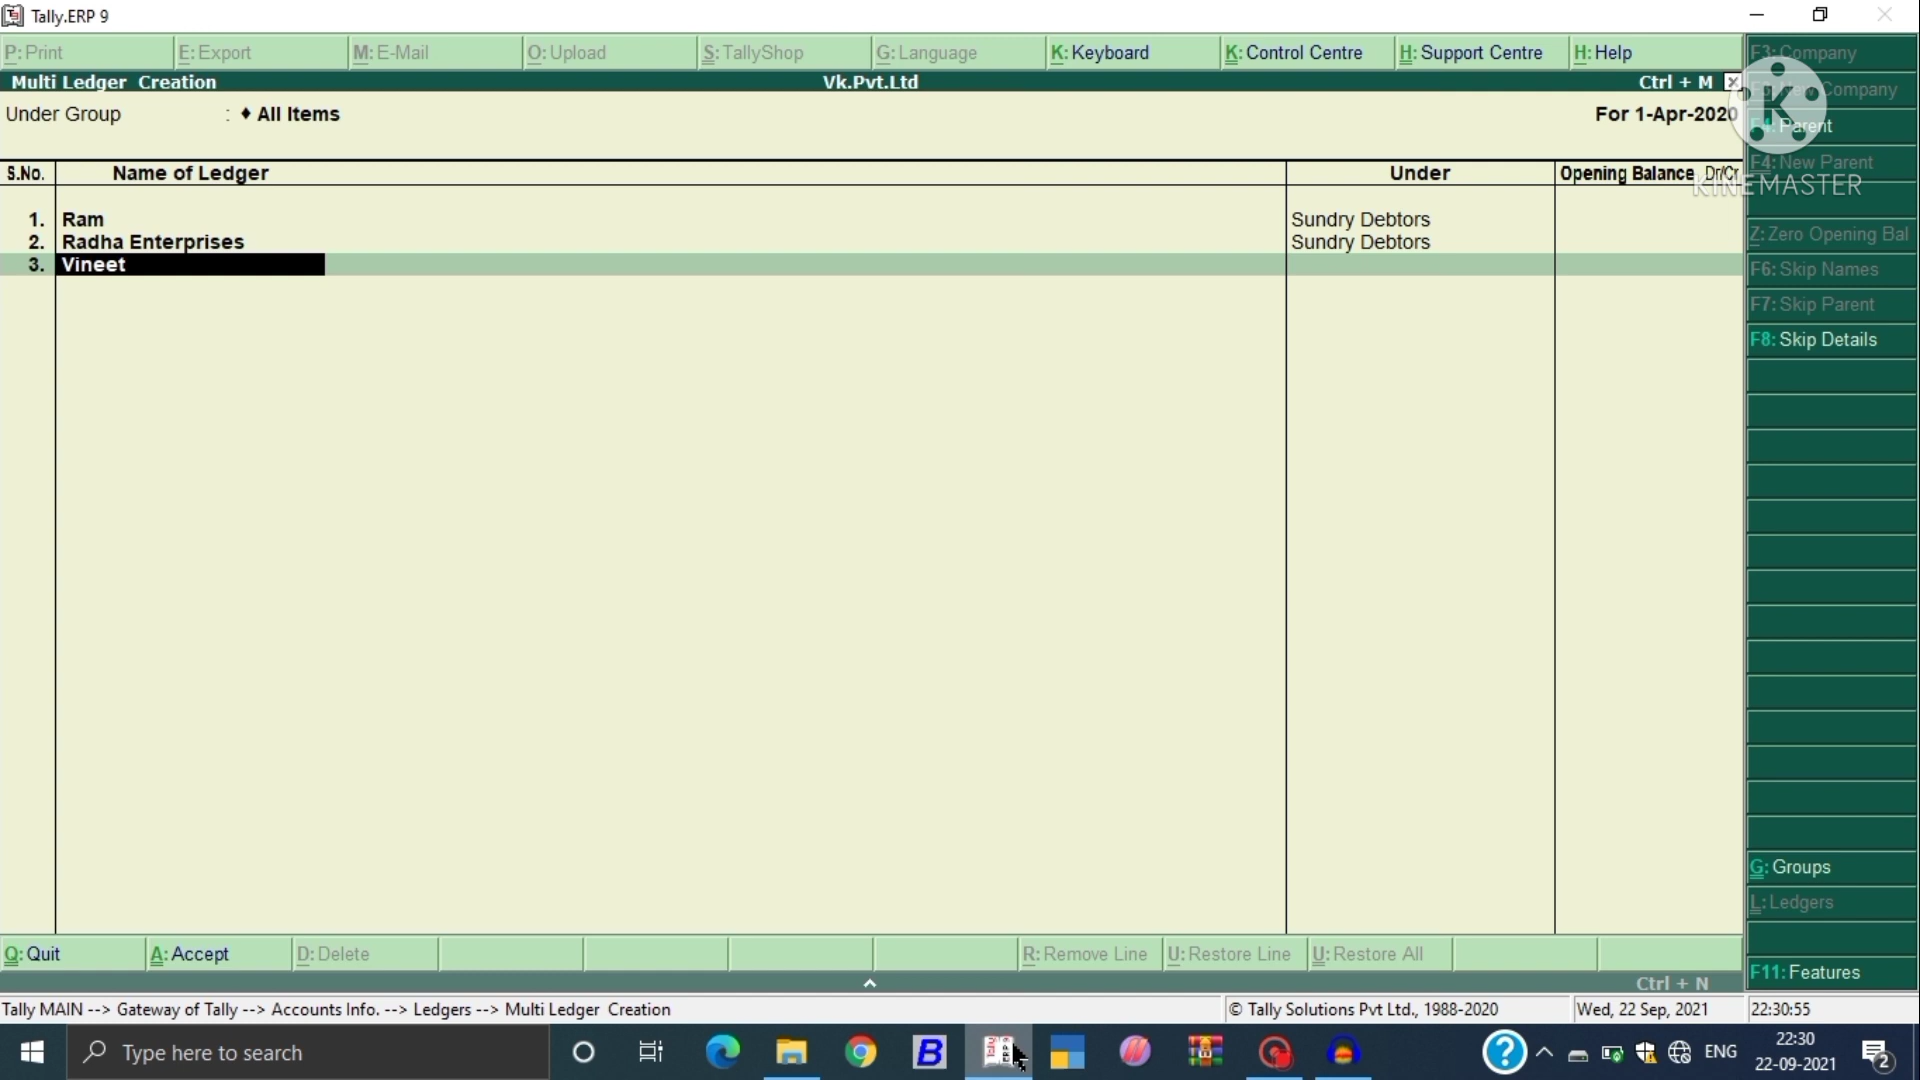 Tally.ERP 9
P: Print E: Export M: E-Mail O: Upload S: TallyShop G: Language K: Keyboard K: Control Centre H: Support Centre H: Help F3: Company
Multi Ledger Creation Vk.Pvt.Ltd Ctrl + M
F3: New Company
Under Group : ♦ All Items For 1-Apr-2020
F4: Parent
K
F4: New Parent
S.No. Name of Ledger Under Opening Balance Dr/Cr
KINEMASTER
1. Ram Sundry Debtors
Z: Zero Opening Bal
2. Radha Enterprises Sundry Debtors
3. Vineet
F6: Skip Names
F7: Skip Parent
F8: Skip Details
G: Groups
L: Ledgers
Q: Quit A: Accept D: Delete R: Remove Line U: Restore Line U: Restore All
F11: Features
Ctrl + N
Tally MAIN --> Gateway of Tally --> Accounts Info. --> Ledgers --> Multi Ledger Creation © Tally Solutions Pvt Ltd., 1988-2020 Wed, 22 Sep, 2021 22:30:55
Type here to search B ? ENG 22:30
22-09-2021 2